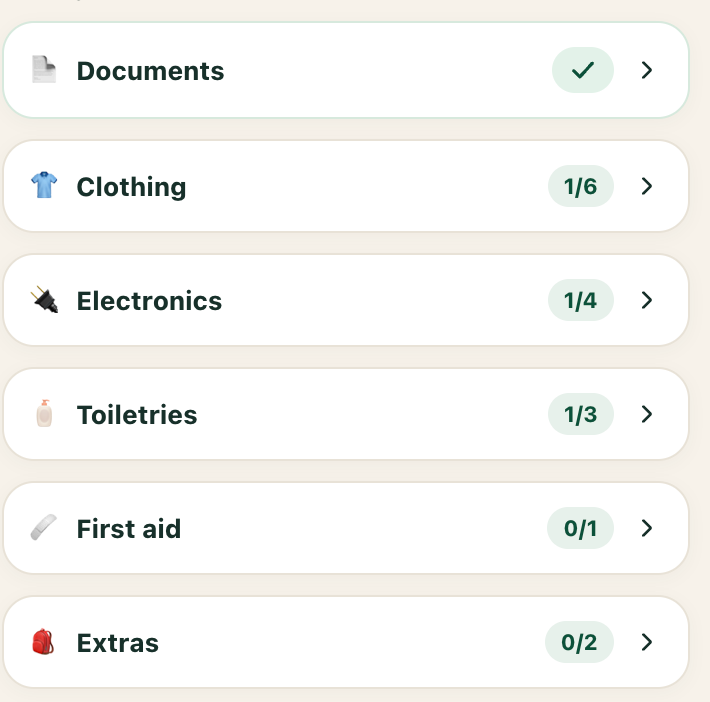 Documents
Clothing 1/6
Electronics 1/4
Toiletries 1/3
First aid 0/1
Extras 0/2